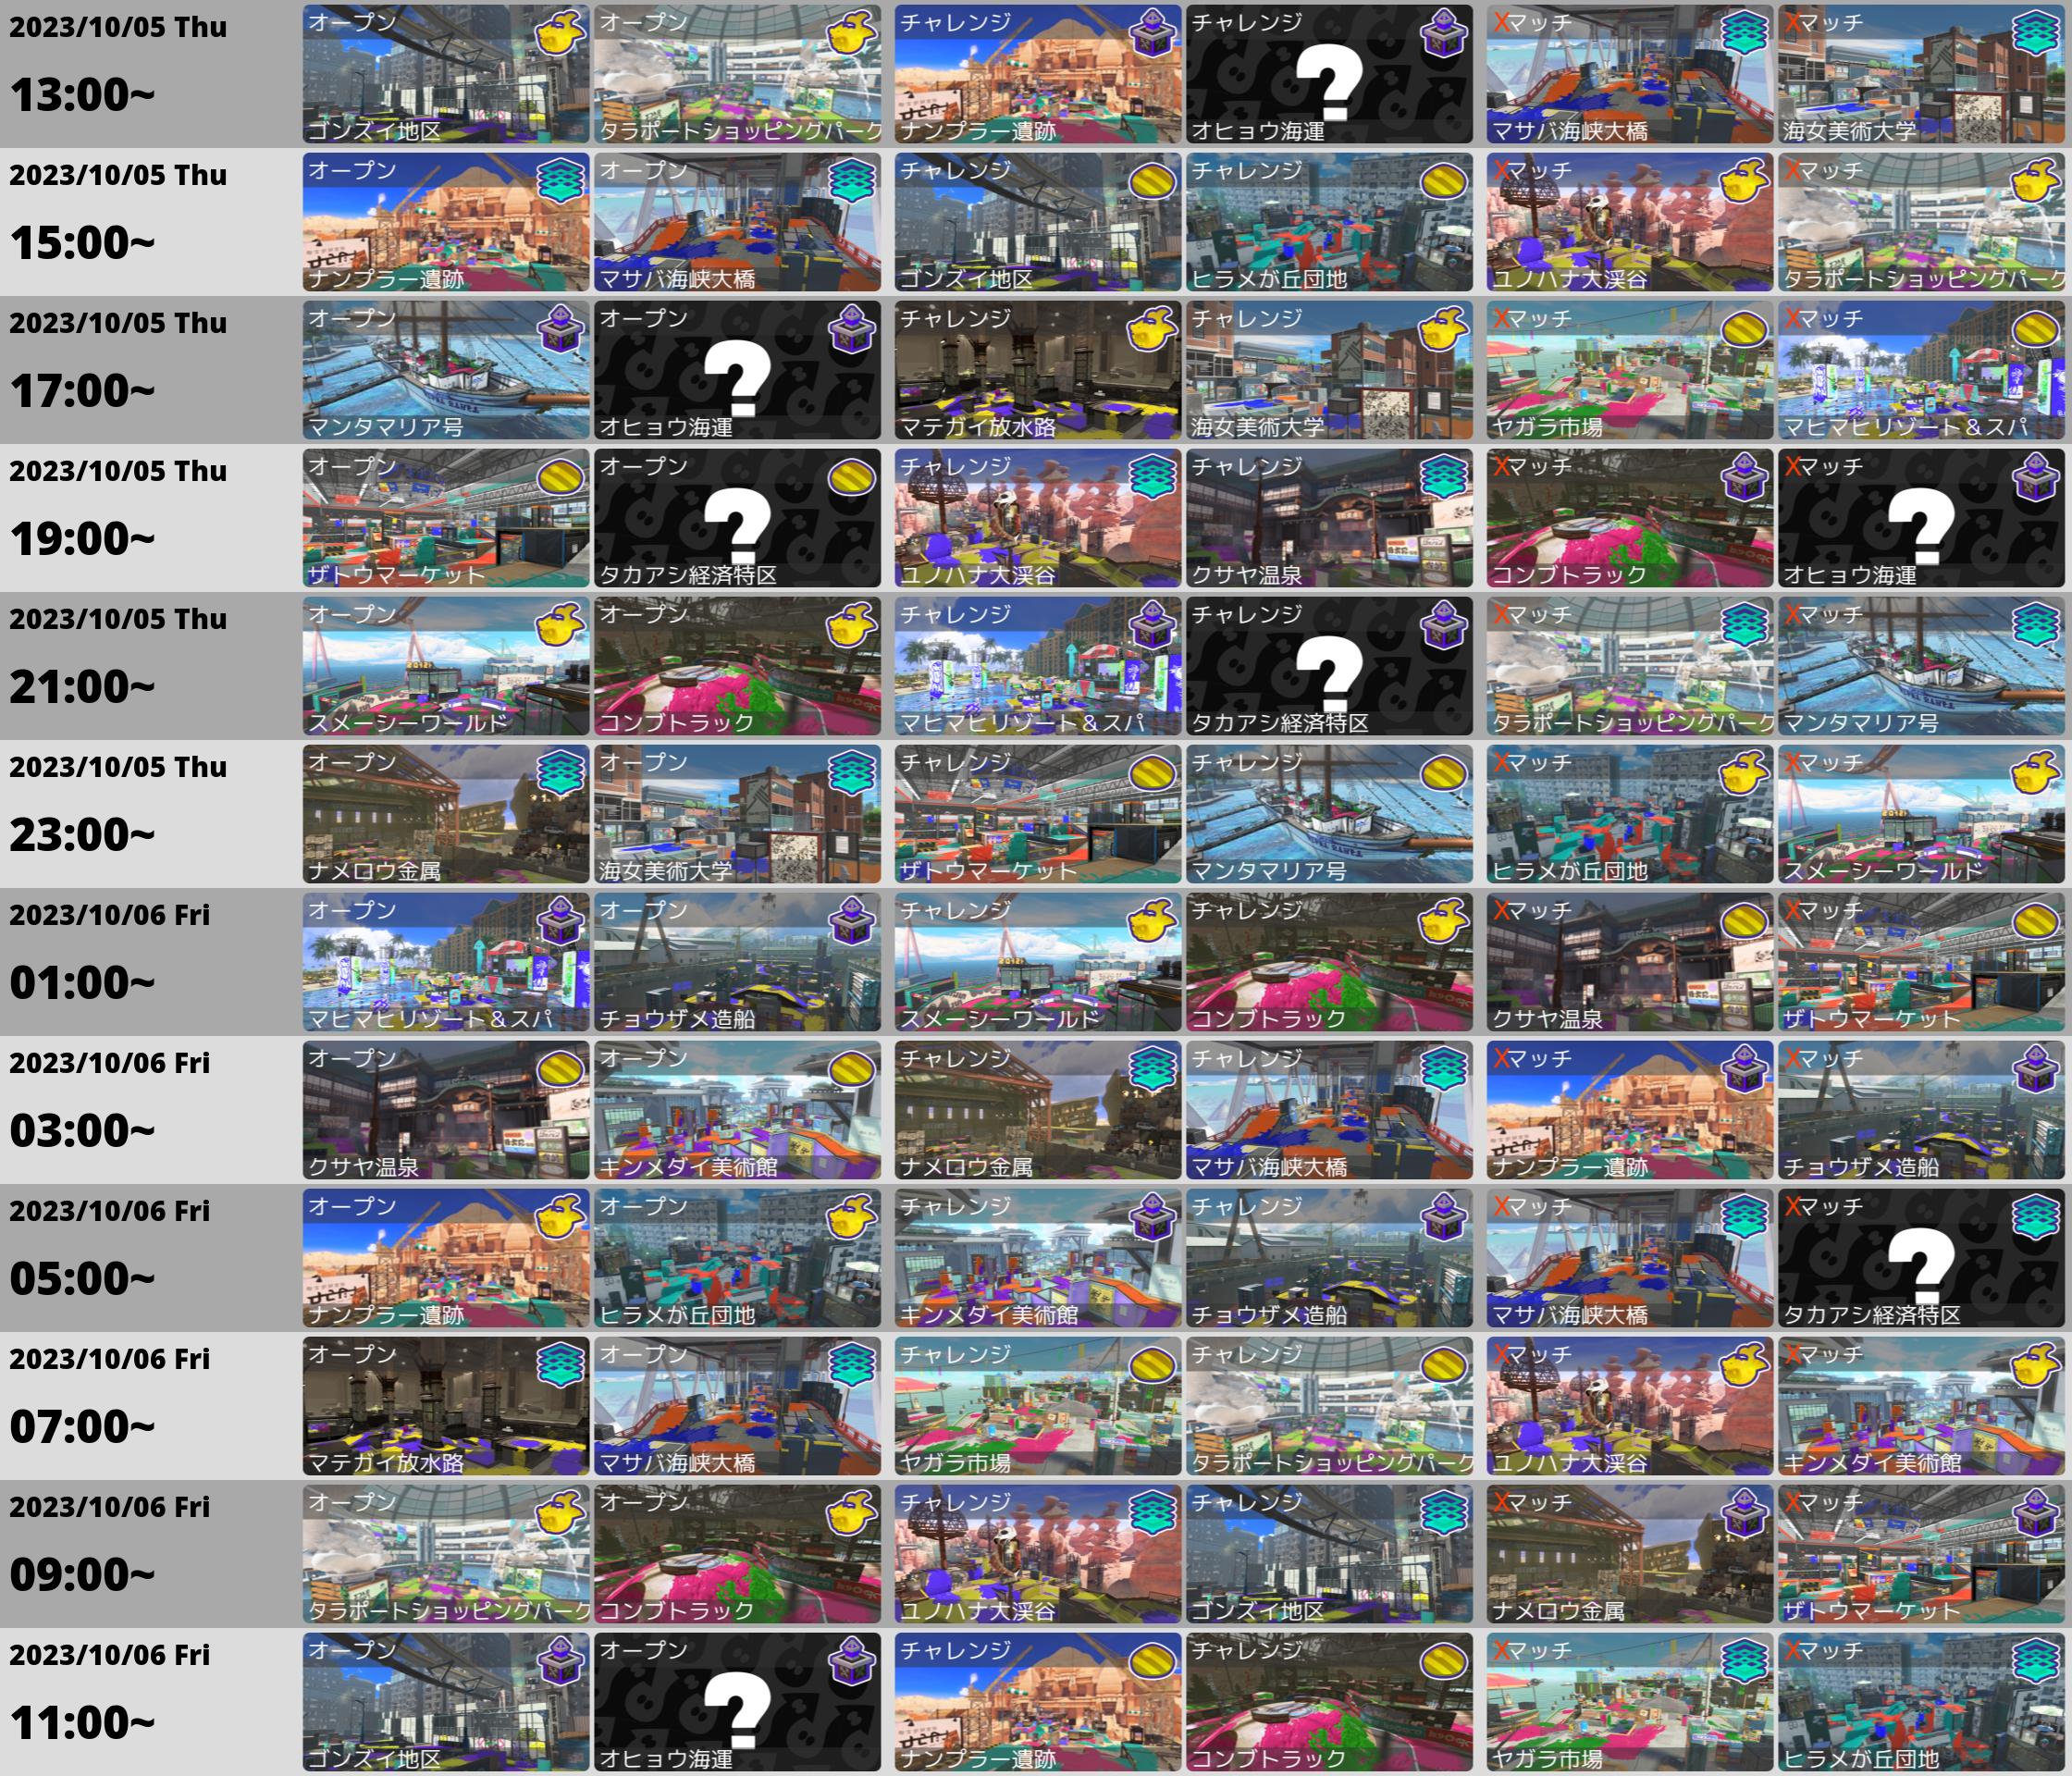 2023/10/05 Thu
13:00~
オープン
ゴンズイ地区
オープン
タラポートショッピングパーク
チャレンジ
ナンプラー遺跡
チャレンジ
?
オヒョウ海運
Xマッチ
マサバ海峡大橋
Xマッチ
海女美術大学
2023/10/05 Thu
15:00~
オープン
ナンプラー遺跡
オープン
マサバ海峡大橋
チャレンジ
ゴンズイ地区
チャレンジ
ヒラメが丘団地
Xマッチ
ユノハナ大渓谷
Xマッチ
タラポートショッピングパーク
2023/10/05 Thu
17:00~
オープン
マンタマリア号
オープン
?
オヒョウ海運
チャレンジ
マテガイ放水路
チャレンジ
海女美術大学
Xマッチ
ヤガラ市場
Xマッチ
マヒマヒリゾート&スパ
2023/10/05 Thu
19:00~
オープン
ザトウマーケット
オープン
?
タカアシ経済特区
チャレンジ
ユノハナ大渓谷
チャレンジ
クサヤ温泉
Xマッチ
コンブトラック
Xマッチ
?
オヒョウ海運
2023/10/05 Thu
21:00~
オープン
スメーシーワールド
オープン
コンブトラック
チャレンジ
マヒマヒリゾート&スパ
チャレンジ
?
タカアシ経済特区
Xマッチ
タラポートショッピングパーク
Xマッチ
マンタマリア号
2023/10/05 Thu
23:00~
オープン
ナメロウ金属
オープン
海女美術大学
チャレンジ
ザトウマーケット
チャレンジ
マンタマリア号
Xマッチ
ヒラメが丘団地
Xマッチ
スメーシーワールド
2023/10/06 Fri
01:00~
オープン
マヒマヒリゾート&スパ
オープン
チョウザメ造船
チャレンジ
スメーシーワールド
チャレンジ
コンブトラック
Xマッチ
クサヤ温泉
Xマッチ
ザトウマーケット
2023/10/06 Fri
03:00~
オープン
クサヤ温泉
オープン
キンメダイ美術館
チャレンジ
ナメロウ金属
チャレンジ
マサバ海峡大橋
Xマッチ
ナンプラー遺跡
Xマッチ
チョウザメ造船
2023/10/06 Fri
05:00~
オープン
ナンプラー遺跡
オープン
ヒラメが丘団地
チャレンジ
キンメダイ美術館
チャレンジ
チョウザメ造船
Xマッチ
マサバ海峡大橋
Xマッチ
?
タカアシ経済特区
2023/10/06 Fri
07:00~
オープン
マテガイ放水路
オープン
マサバ海峡大橋
チャレンジ
ヤガラ市場
チャレンジ
タラポートショッピングパーク
Xマッチ
ユノハナ大渓谷
Xマッチ
キンメダイ美術館
2023/10/06 Fri
09:00~
オープン
タラポートショッピングパーク
オープン
コンブトラック
チャレンジ
ユノハナ大渓谷
チャレンジ
ゴンズイ地区
Xマッチ
ナメロウ金属
Xマッチ
ザトウマーケット
2023/10/06 Fri
11:00~
オープン
ゴンズイ地区
オープン
?
オヒョウ海運
チャレンジ
ナンプラー遺跡
チャレンジ
コンブトラック
Xマッチ
ヤガラ市場
Xマッチ
ヒラメが丘団地